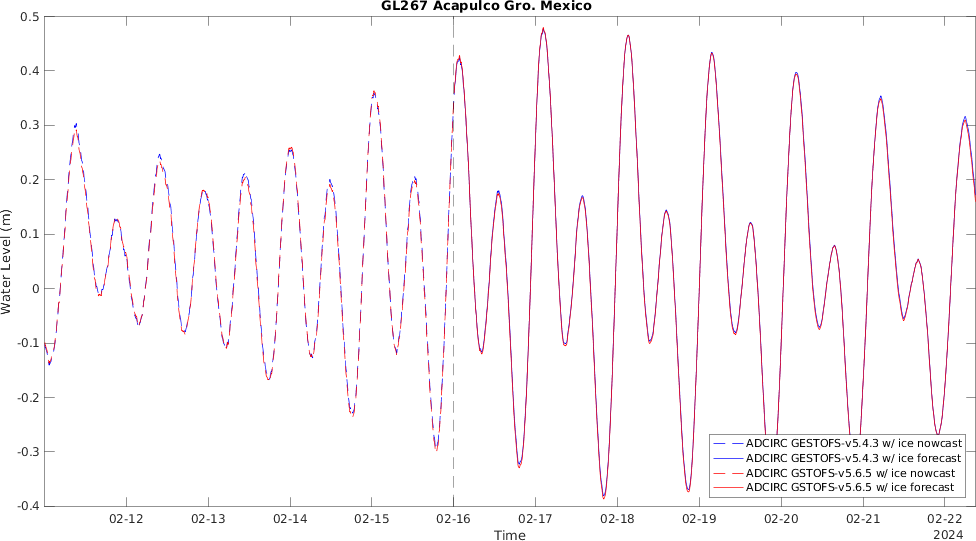 GL267 Acapulco Gro. Mexico
0.5
0.4
0.3
0.2
0.1
0
-0.1
-0.2
-0.3
-0.4
Water Level (m)
ADCIRC GESTOFS-v5.4.3 w/ ice nowcast
ADCIRC GESTOFS-v5.4.3 w/ ice forecast
ADCIRC GSTOFS-v5.6.5 w/ ice nowcast
ADCIRC GSTOFS-v5.6.5 w/ ice forecast
02-12 02-13 02-14 02-15 02-16 02-17 02-18 02-19 02-20 02-21 02-22
Time 2024